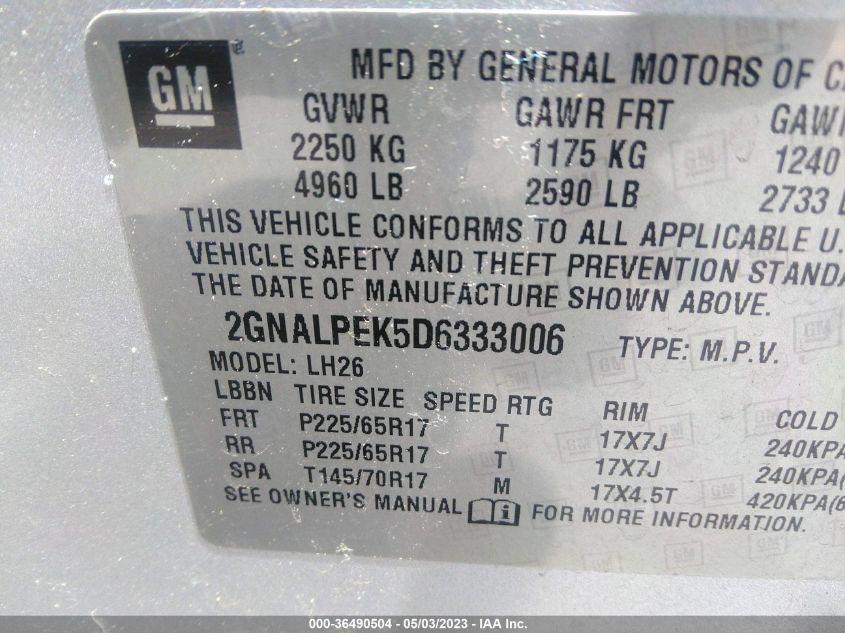 GM ®
MFD BY GENERAL MOTORS OF
GVWR GAWR FRT
2250 KG 1175 KG 1240
4960 LB 2590 LB 2733
THIS VEHICLE CONFORMS TO ALL APPLICABLE U.
VEHICLE SAFETY AND THEFT PREVENTION
THE DATE OF MANUFACTURE SHOWN ABOVE.
2GNALPEK5D6333006 TYPE: M.P.V.
MODEL: LH26
LBBN TIRE SIZE SPEED RTG RIM COLD
FRT P225/65R17 T 17X7J 240KPA
RR P225/65R17 T 17X7J 240KPA(
SPA T145/70R17 M 17X4.5T 420KPA(6
SEE OWNER'S MANUAL FOR MORE INFORMATION.
000-36490504 - 05/03/2023 - IAA Inc.